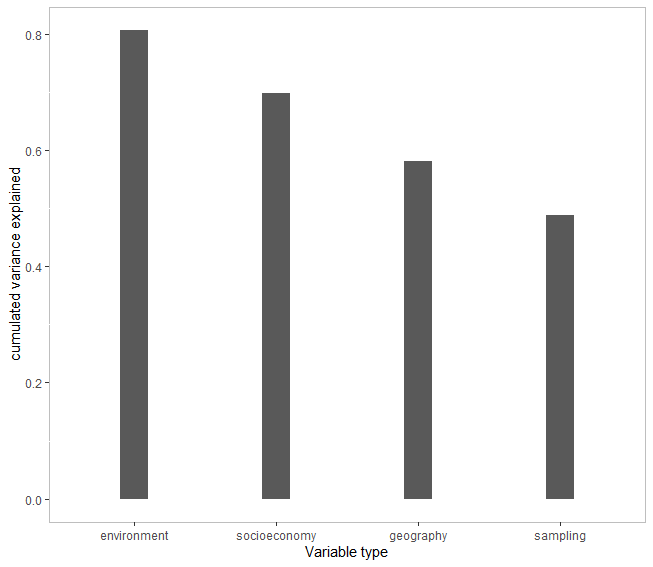 cumulated variance explained
0.8
0.6
0.4
0.2
0.0
environment socioeconomy geography sampling
Variable type